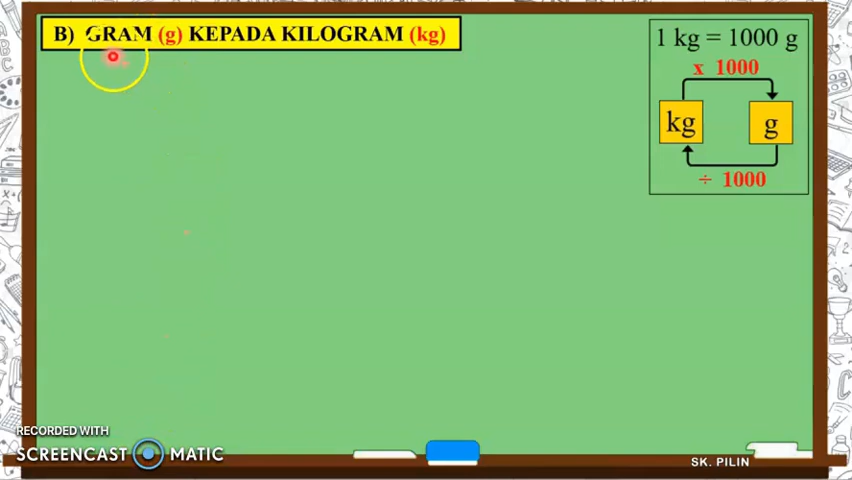 B) GRAM (g) KEPADA KILOGRAM (kg)
1 kg = 1000 g
x 1000
kg
g
÷ 1000
RECORDED WITH
SCREENCAST MATIC
SK. PILIN